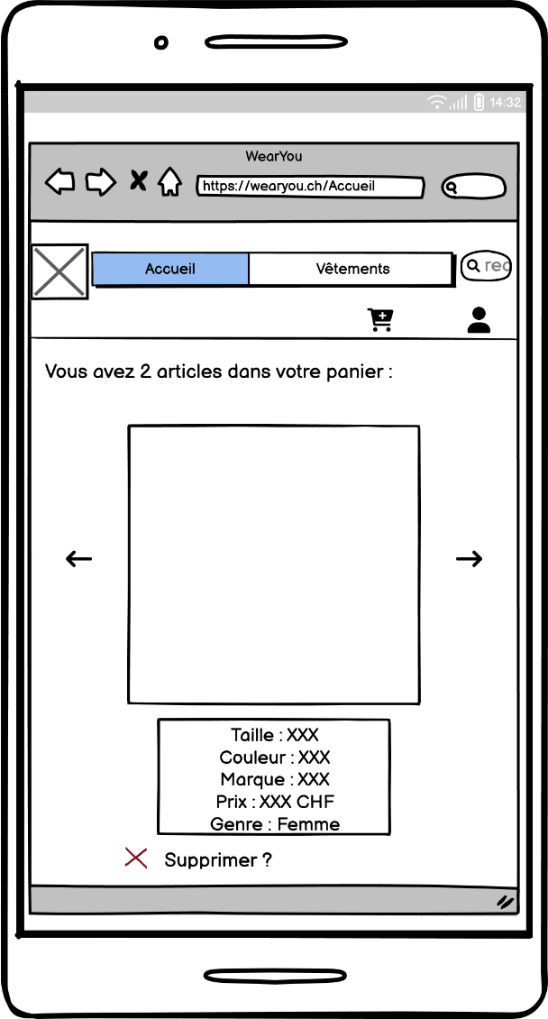 14:32
WearYou
https://wearyou.ch/Accueil
Accueil
Vêtements
rec
Vous avez 2 articles dans votre panier :
Taille : XXX
Couleur : XXX
Marque : XXX
Prix : XXX CHF
Genre : Femme
Supprimer ?